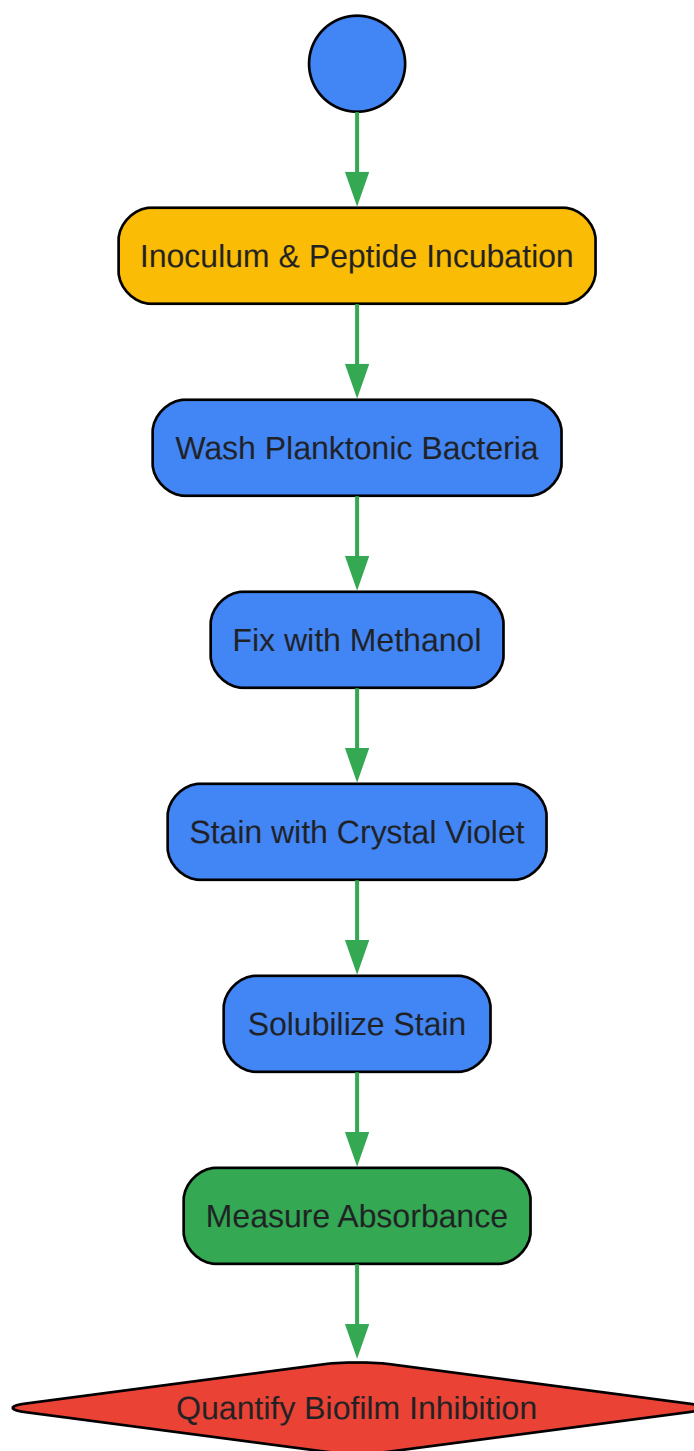 Inoculum & Peptide Incubation
Wash Planktonic Bacteria
Fix with Methanol
Stain with Crystal Violet
Solubilize Stain
Measure Absorbance
Quantify Biofilm Inhibition